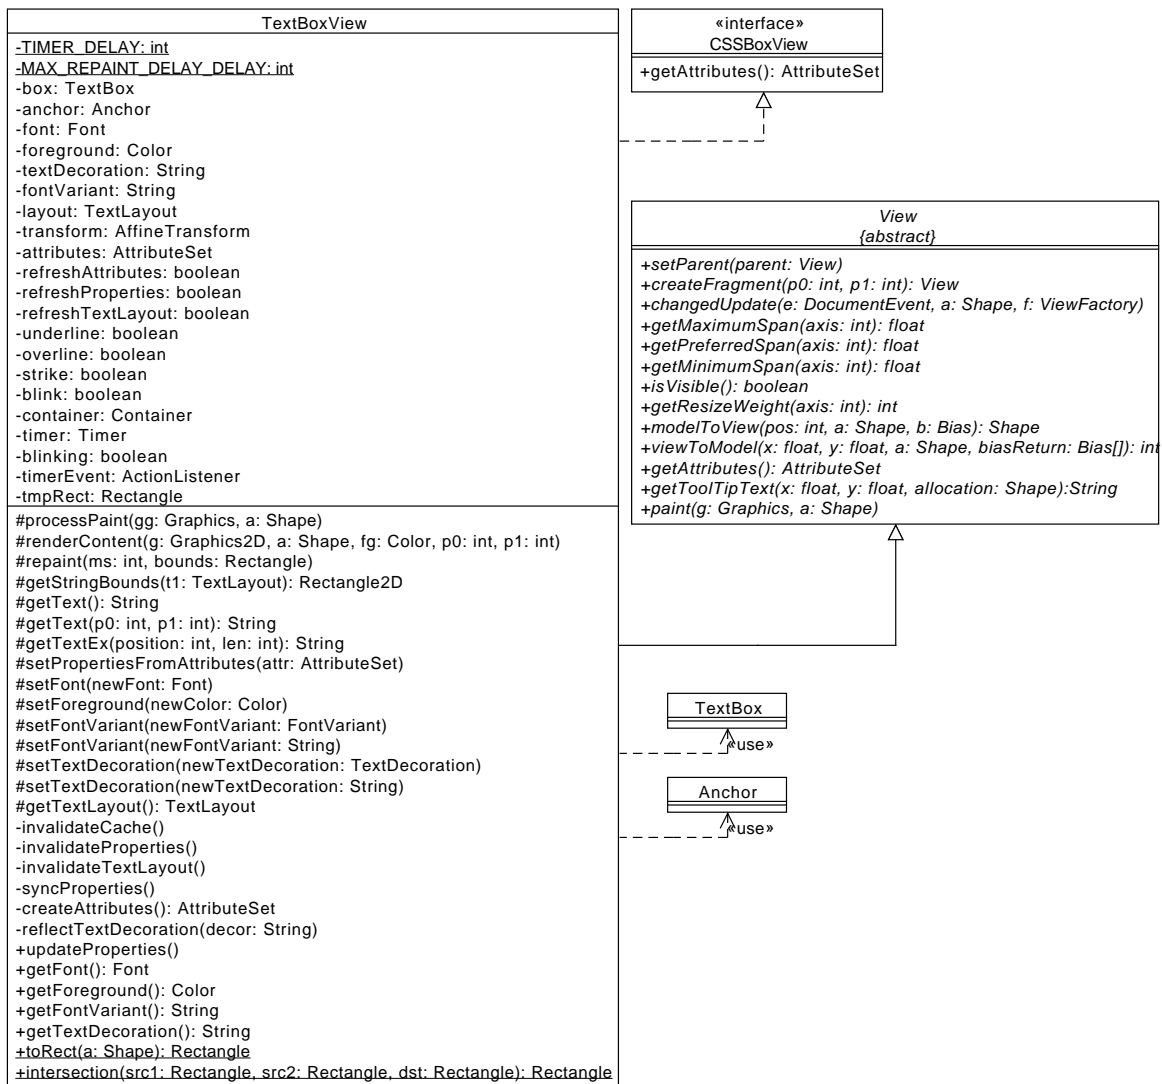 TextBoxView
-TIMER_DELAY: int
-MAX_REPAINT_DELAY_DELAY: int
-box: TextBox
-anchor: Anchor
-font: Font
-foreground: Color
-textDecoration: String
-fontVariant: String
-layout: TextLayout
-transform: AffineTransform
-attributes: AttributeSet
-refreshAttributes: boolean
-refreshProperties: boolean
-refreshTextLayout: boolean
-underline: boolean
-overline: boolean
-strike: boolean
-blink: boolean
-container: Container
-timer: Timer
-blinking: boolean
-timerEvent: ActionListener
-tmpRect: Rectangle
#processPaint(gg: Graphics, a: Shape)
#renderContent(g: Graphics2D, a: Shape, fg: Color, p0: int, p1: int)
#repaint(ms: int, bounds: Rectangle)
#getStringBounds(t1: TextLayout): Rectangle2D
#getText(): String
#getText(p0: int, p1: int): String
#getTextEx(position: int, len: int): String
#setPropertiesFromAttributes(attr: AttributeSet)
#setFont(newFont: Font)
#setForeground(newColor: Color)
#setFontVariant(newFontVariant: FontVariant)
#setFontVariant(newFontVariant: String)
#setTextDecoration(newTextDecoration: TextDecoration)
#setTextDecoration(newTextDecoration: String)
#getTextLayout(): TextLayout
-invalidateCache()
-invalidateProperties()
-invalidateTextLayout()
-syncProperties()
-createAttributes(): AttributeSet
-reflectTextDecoration(decor: String)
+updateProperties()
+getFont(): Font
+getForeground(): Color
+getFontVariant(): String
+getTextDecoration(): String
+toRect(a: Shape): Rectangle
+intersection(src1: Rectangle, src2: Rectangle, dst: Rectangle): Rectangle
«interface»
CSSBoxView
+getAttributes(): AttributeSet
View
{abstract}
+setParent(parent: View)
+createFragment(p0: int, p1: int): View
+changedUpdate(e: DocumentEvent, a: Shape, f: ViewFactory)
+getMaximumSpan(axis: int): float
+getPreferredSpan(axis: int): float
+getMinimumSpan(axis: int): float
+isVisible(): boolean
+getResizeWeight(axis: int): int
+modelToView(pos: int, a: Shape, b: Bias): Shape
+viewToModel(x: float, y: float, a: Shape, biasReturn: Bias[]): int
+getAttributes(): AttributeSet
+getToolTipText(x: float, y: float, allocation: Shape):String
+paint(g: Graphics, a: Shape)
TextBox
«use»
Anchor
«use»